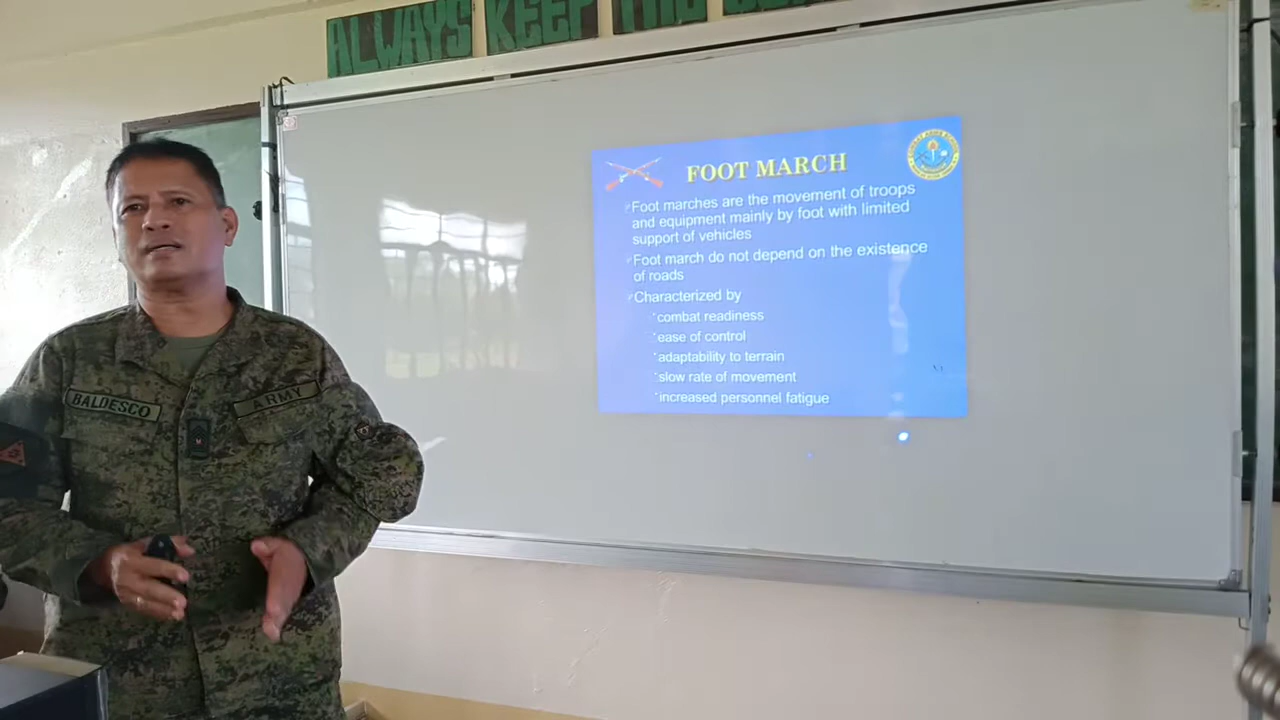 ALWAYS KEEP THE
FOOT MARCH
Foot marches are the movement of troops
and equipment mainly by foot with limited
support of vehicles
Foot march do not depend on the existence
of roads
Characterized by
combat readiness
ease of control
adaptability to terrain
slow rate of movement
increased personnel fatigue
BALDESCO
ARMY